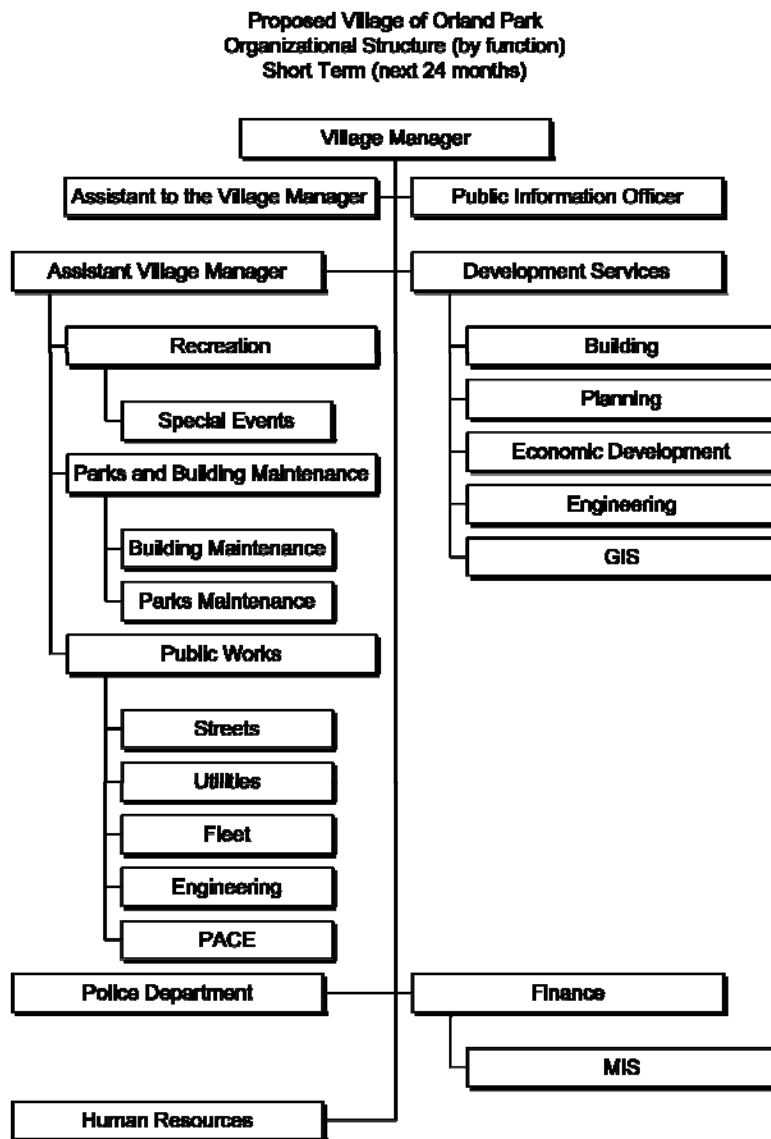 Proposed Village of Orland Park
Organizational Structure (by function)
Short Term (next 24 months)
Village Manager
Assistant to the Village Manager
Public Information Officer
Assistant Village Manager
Development Services
Recreation
Building
Special Events
Planning
Parks and Building Maintenance
Economic Development
Engineering
Building Maintenance
GIS
Parks Maintenance
Public Works
Streets
Utilities
Fleet
Engineering
PACE
Police Department
Finance
MIS
Human Resources